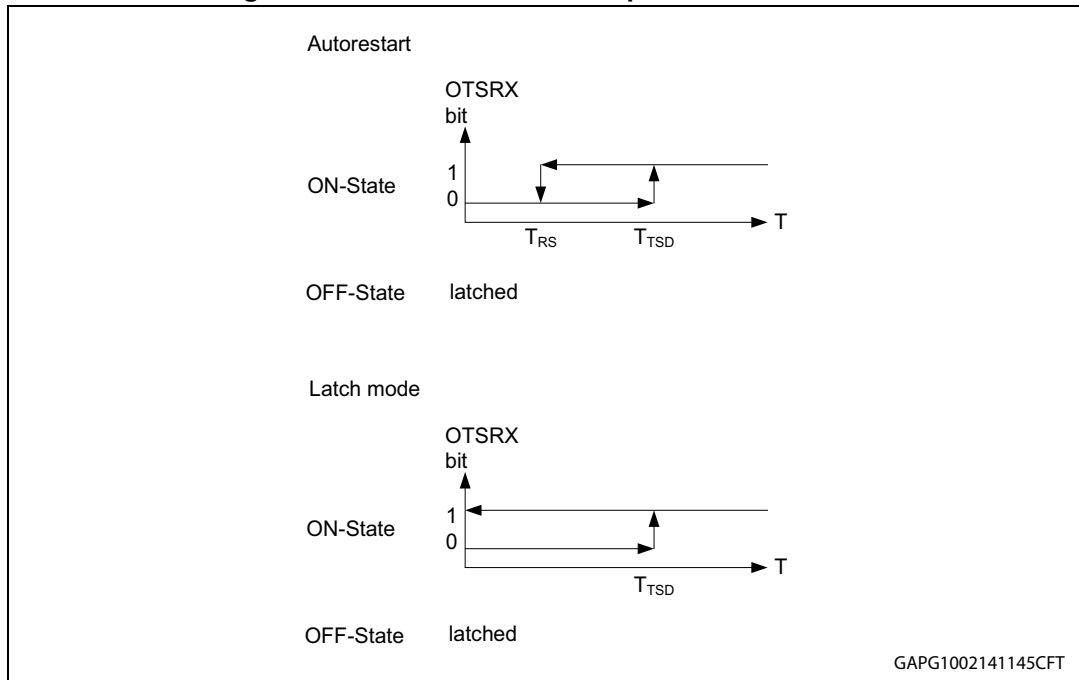 Autorestart
OTSRX
bit
1
ON-State
0
T
TRS
TTSD
OFF-State latched
Latch mode
OTSRX
bit
1
ON-State
0
T
TTSD
OFF-State latched
GAPG1002141145CFT